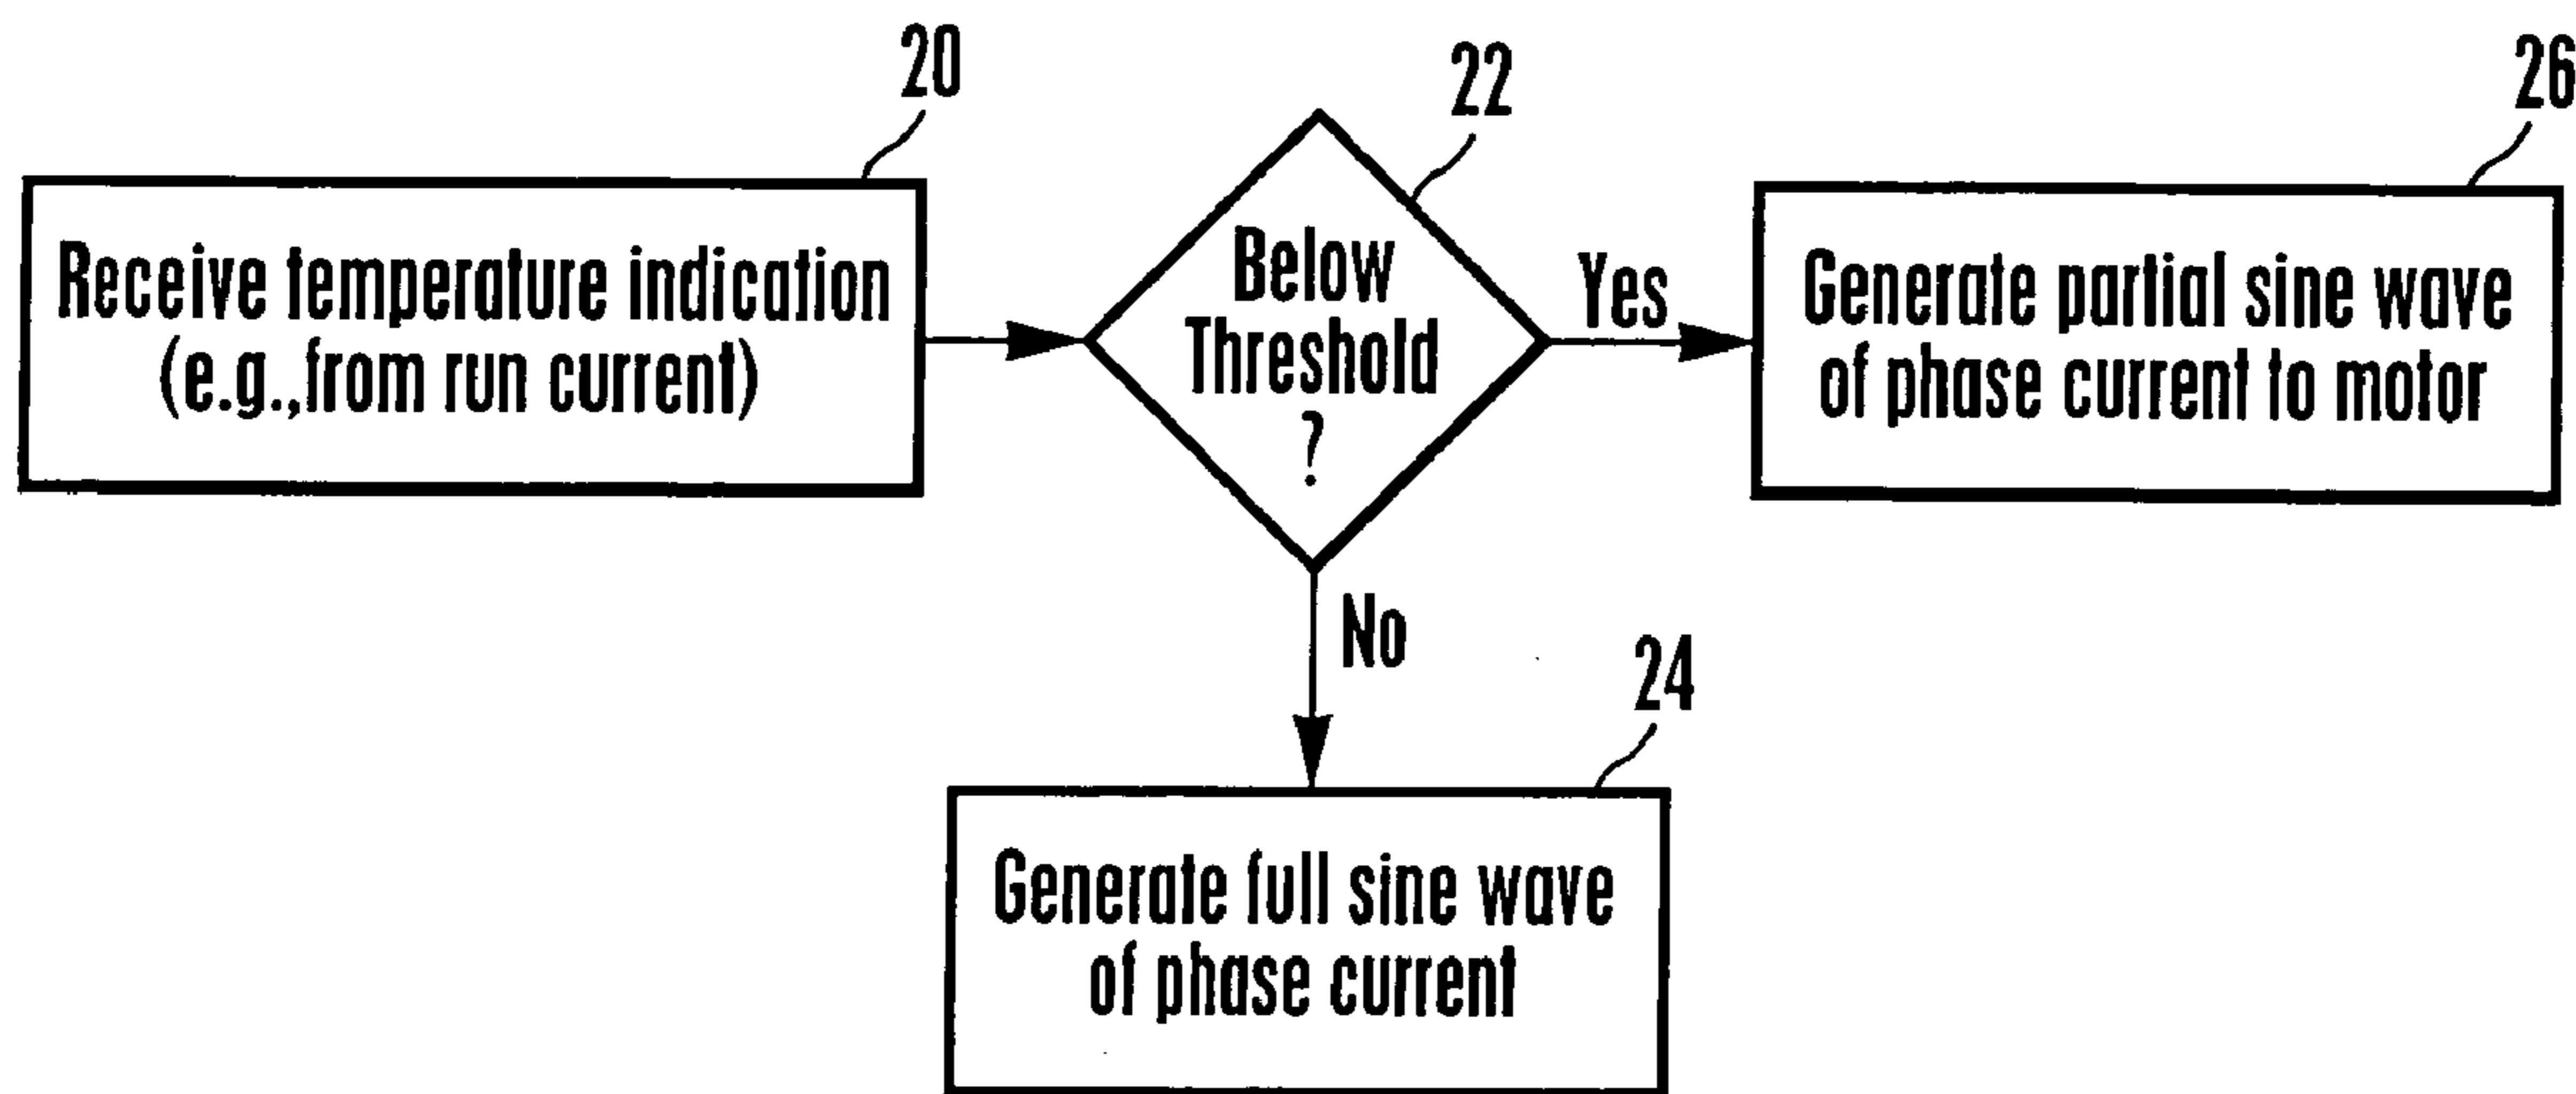 20
Receive temperature indication
(e.g.,from run current)
22
Below
Threshold
?
Yes
26
Generate partial sine wave
of phase current to motor
No
24
Generate full sine wave
of phase current